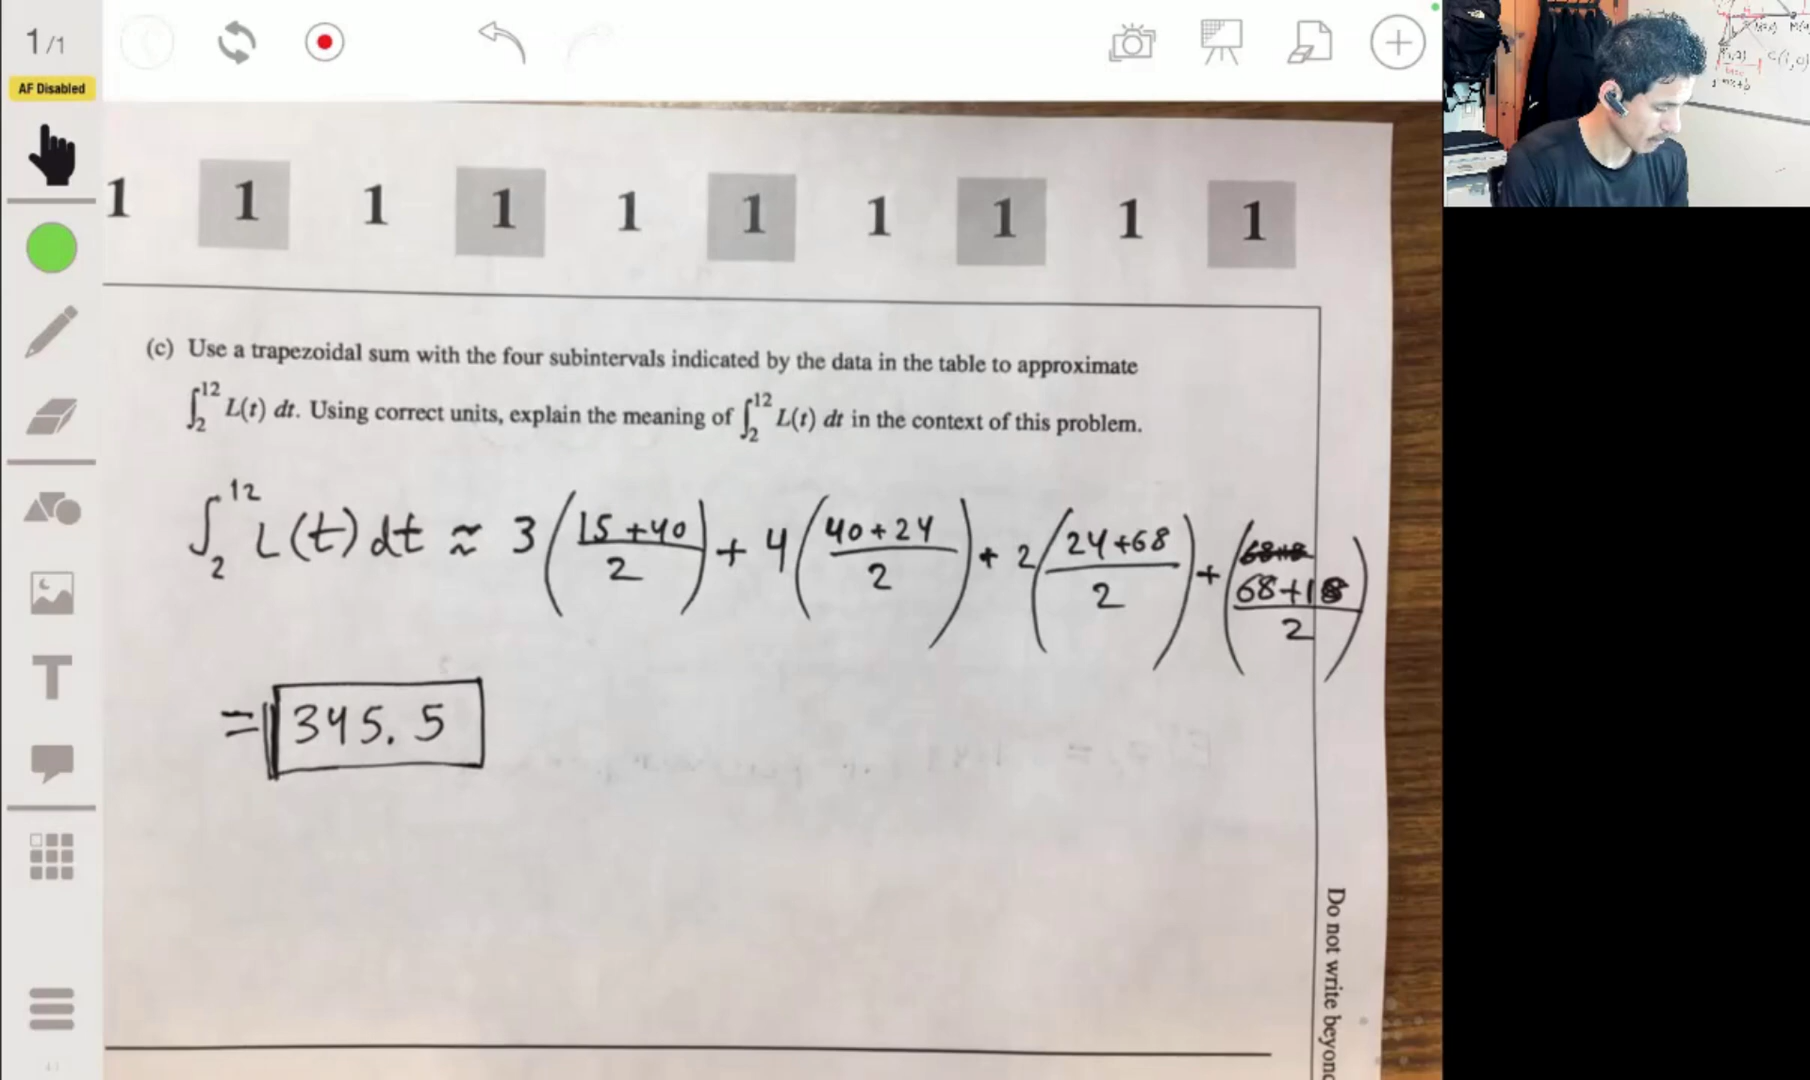 1/1
AF Disabled
1 1 1 1 1 1 1 1 1 1
(c) Use a trapezoidal sum with the four subintervals indicated by the data in the table to approximate
∫₂¹² L(t) dt. Using correct units, explain the meaning of ∫₂¹² L(t) dt in the context of this problem.
∫₂¹² L(t) dt ≈ 3((15+40)/2) + 4((40+24)/2) + 2((24+68)/2) + ((68+18)/2)
= 345.5
Do not write beyond
T
C(1,0)